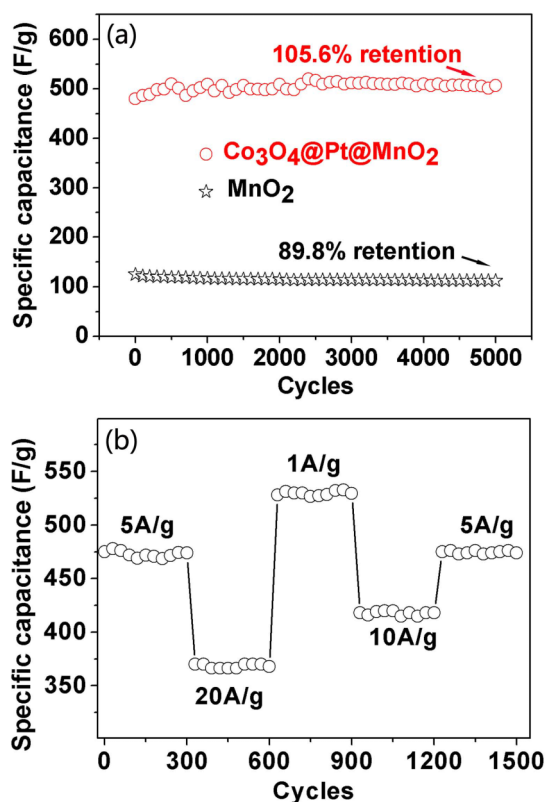 (a)
105.6% retention
Co₃O₄@Pt@MnO₂
MnO₂
89.8% retention
Specific capacitance (F/g)
600
500
400
300
200
100
0
0 1000 2000 3000 4000 5000
Cycles
(b)
1A/g
5A/g
5A/g
10A/g
20A/g
Specific capacitance (F/g)
550
500
450
400
350
0 300 600 900 1200 1500
Cycles